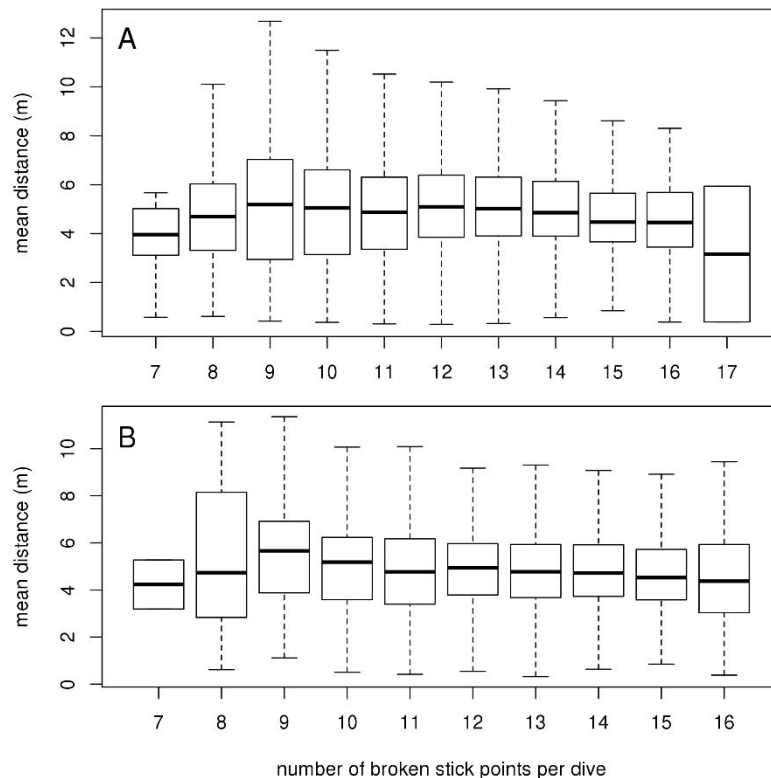 A
mean distance (m)
12
10
8
6
4
2
0
7 8 9 10 11 12 13 14 15 16 17
B
mean distance (m)
10
8
6
4
2
0
7 8 9 10 11 12 13 14 15 16
number of broken stick points per dive